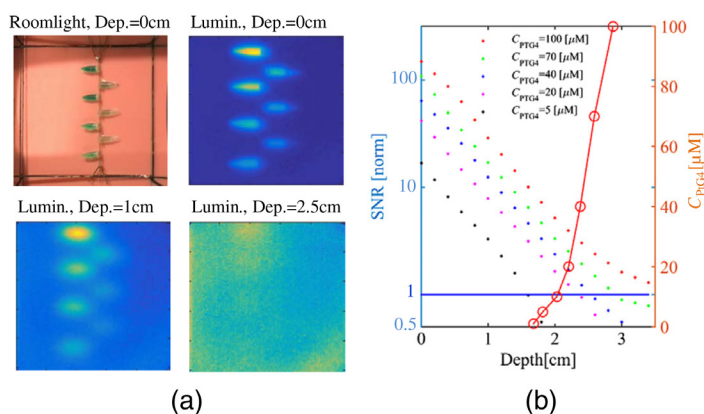 Roomlight, Dep.=0cm
Lumin., Dep.=0cm
Lumin., Dep.=1cm
Lumin., Dep.=2.5cm
(a)
SNR [norm]
100
10
1
0.5
C_PTG4=100 [μM]
C_PTG4=70 [μM]
C_PTG4=40 [μM]
C_PTG4=20 [μM]
C_PTG4=5 [μM]
100
80
60
40
20
0
C_PtG4[μM]
0
1
2
3
Depth[cm]
(b)